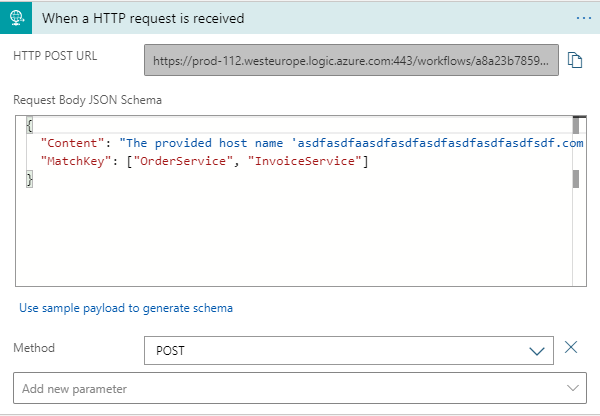 When a HTTP request is received
...
HTTP POST URL
https://prod-112.westeurope.logic.azure.com:443/workflows/a8a23b7859...
Request Body JSON Schema
{
"Content": "The provided host name 'asdfasdfaasdfasdfasdfasdfasdfasdfsdf.com
"MatchKey": ["OrderService", "InvoiceService"]
}
Use sample payload to generate schema
Method
POST
Add new parameter